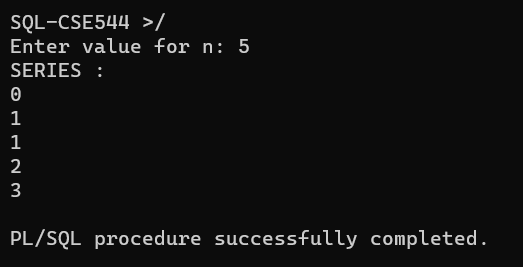 SQL-CSE544 >/
Enter value for n: 5
SERIES :
0
1
1
2
3
PL/SQL procedure successfully completed.